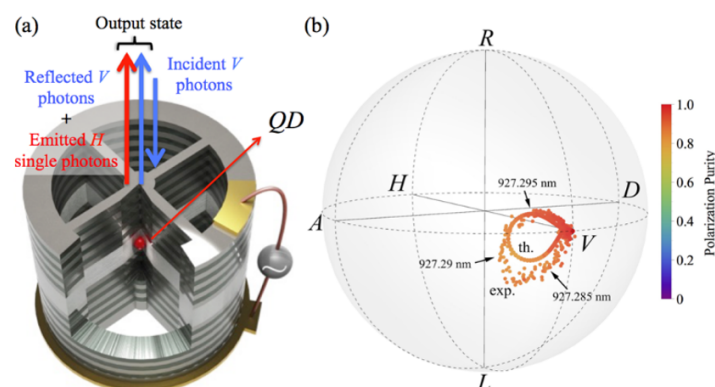 (a)
Output state
Reflected V
photons
+
Emitted H
single photons
Incident V
photons
QD
(b)
R
H
D
A
V
L
927.295 nm
927.29 nm
927.285 nm
th.
exp.
1.0
0.8
0.6
0.4
0.2
0
Polarization Purity